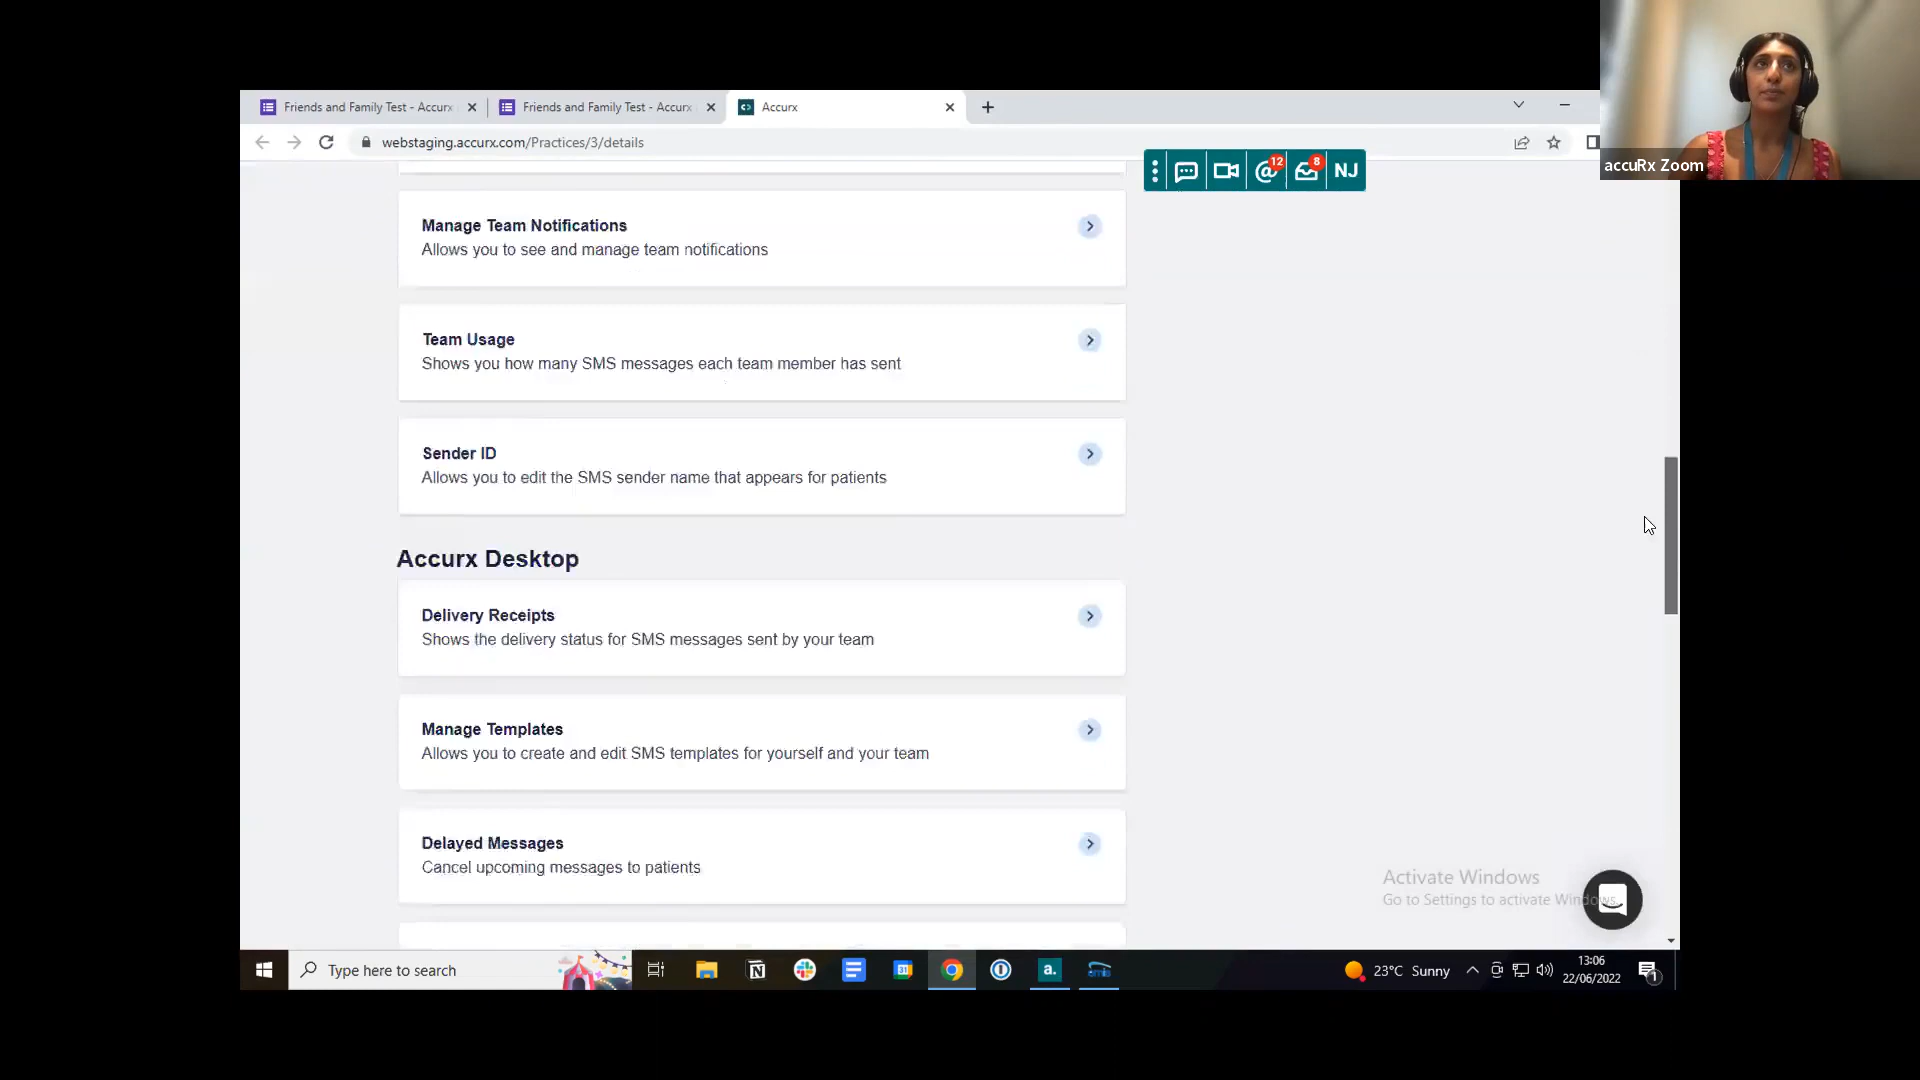 Friends and Family Test - Accurx
Friends and Family Test - Accurx
Accurx
webstaging.accurx.com/Practices/3/details
12
8
NJ
accuRx Zoom
Manage Team Notifications
Allows you to see and manage team notifications
Team Usage
Shows you how many SMS messages each team member has sent
Sender ID
Allows you to edit the SMS sender name that appears for patients
Accurx Desktop
Delivery Receipts
Shows the delivery status for SMS messages sent by your team
Manage Templates
Allows you to create and edit SMS templates for yourself and your team
Delayed Messages
Cancel upcoming messages to patients
Activate Windows
Go to Settings to activate Windows.
Type here to search
31
a.
23°C Sunny
13:06
22/06/2022
1